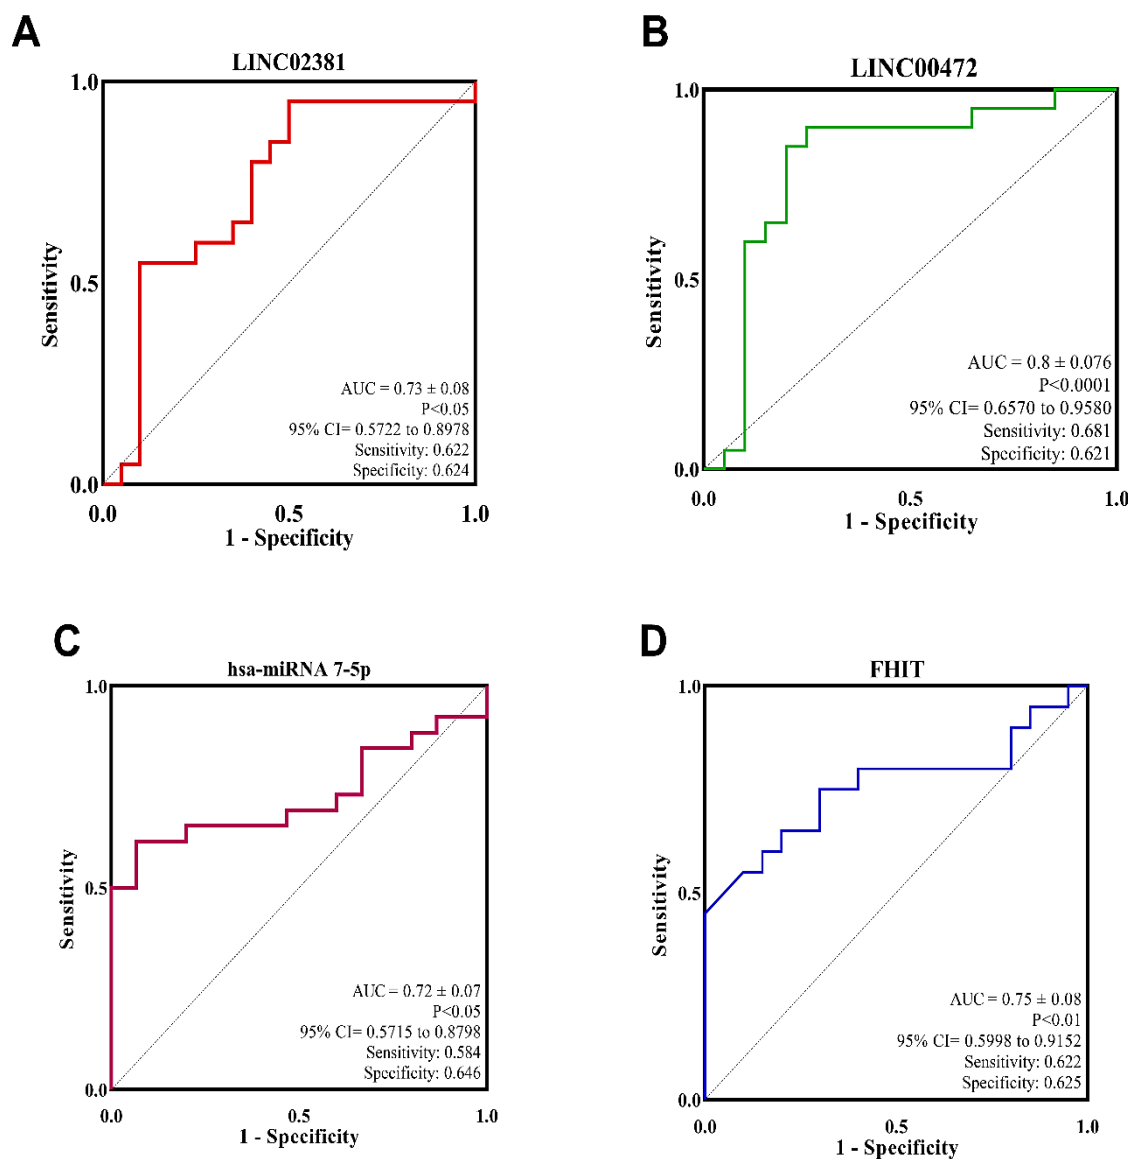 A
LINC02381
1.0
0.5
0.0
Sensitivity
AUC = 0.73 ± 0.08
P<0.05
95% CI= 0.5722 to 0.8978
Sensitivity: 0.622
Specificity: 0.624
0.0 0.5 1.0
1 - Specificity
B
LINC00472
1.0
0.5
0.0
Sensitivity
AUC = 0.8 ± 0.076
P<0.0001
95% CI= 0.6570 to 0.9580
Sensitivity: 0.681
Specificity: 0.621
0.0 0.5 1.0
1 - Specificity
C
hsa-miRNA 7-5p
1.0
0.5
0.0
Sensitivity
AUC = 0.72 ± 0.07
P<0.05
95% CI= 0.5715 to 0.8798
Sensitivity: 0.584
Specificity: 0.646
0.0 0.5 1.0
1 - Specificity
D
FHIT
1.0
0.5
0.0
Sensitivity
AUC = 0.75 ± 0.08
P<0.01
95% CI= 0.5998 to 0.9152
Sensitivity: 0.622
Specificity: 0.625
0.0 0.5 1.0
1 - Specificity